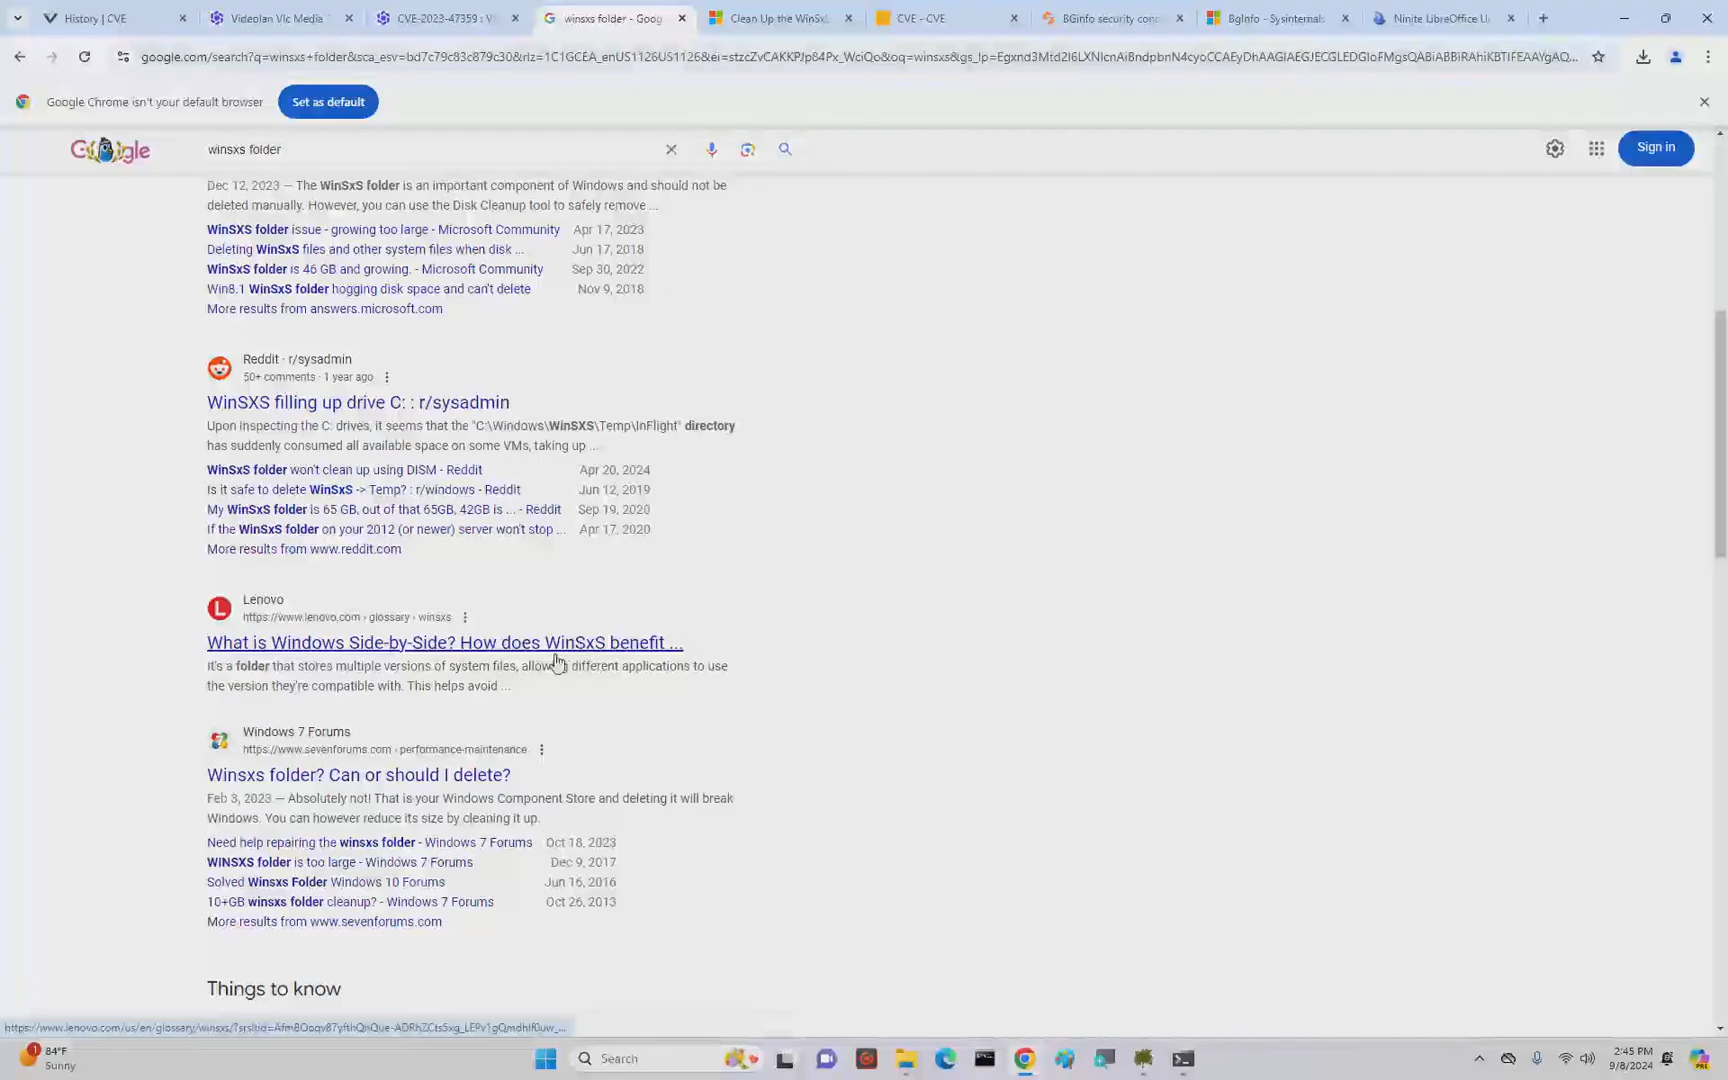 History | CVE
Videolan Vlc Media
CVE-2023-47359 : V
winsxs folder - Goog
Clean Up the WinSx
CVE - CVE
BGinfo security conc
BgInfo - Sysinternals
Ninite LibreOffice U
Google Chrome isn't your default browser
Set as default
Google
winsxs folder
Sign in
Dec 12, 2023 — The WinSxS folder is an important component of Windows and should not be
deleted manually. However, you can use the Disk Cleanup tool to safely remove ...
WinSXS folder issue - growing too large - Microsoft Community Apr 17, 2023
Deleting WinSxS files and other system files when disk ... Jun 17, 2018
WinSxS folder is 46 GB and growing. - Microsoft Community Sep 30, 2022
Win8.1 WinSxS folder hogging disk space and can't delete Nov 9, 2018
More results from answers.microsoft.com
Reddit · r/sysadmin
50+ comments · 1 year ago
WinSXS filling up drive C: : r/sysadmin
Upon inspecting the C: drives, it seems that the "C:\Windows\WinSXS\Temp\InFlight" directory
has suddenly consumed all available space on some VMs, taking up ...
WinSxS folder won't clean up using DISM - Reddit Apr 20, 2024
Is it safe to delete WinSxS -> Temp? : r/windows - Reddit Jun 12, 2019
My WinSxS folder is 65 GB, out of that 65GB, 42GB is ... - Reddit Sep 19, 2020
If the WinSxS folder on your 2012 (or newer) server won't stop ... Apr 17, 2020
More results from www.reddit.com
Lenovo
https://www.lenovo.com › glossary › winsxs
What is Windows Side-by-Side? How does WinSxS benefit ...
It's a folder that stores multiple versions of system files, allowing different applications to use
the version they're compatible with. This helps avoid ...
Windows 7 Forums
https://www.sevenforums.com › performance-maintenance
Winsxs folder? Can or should I delete?
Feb 3, 2023 — Absolutely not! That is your Windows Component Store and deleting it will break
Windows. You can however reduce its size by cleaning it up.
Need help repairing the winsxs folder - Windows 7 Forums Oct 18, 2023
WINSXS folder is too large - Windows 7 Forums Dec 9, 2017
Solved Winsxs Folder Windows 10 Forums Jun 16, 2016
10+GB winsxs folder cleanup? - Windows 7 Forums Oct 26, 2013
More results from www.sevenforums.com
Things to know
1
84°F
Sunny
Search
2:45 PM
9/8/2024
PRE